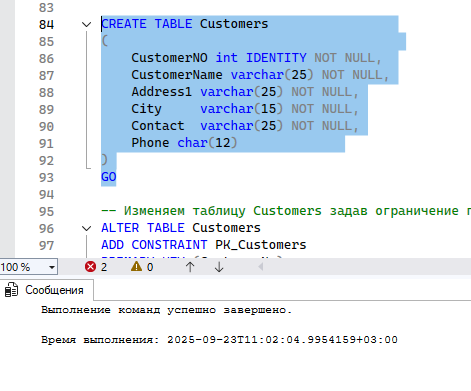 83
84 CREATE TABLE Customers
85 (
86 CustomerNO int IDENTITY NOT NULL,
87 CustomerName varchar(25) NOT NULL,
88 Address1 varchar(25) NOT NULL,
89 City varchar(15) NOT NULL,
90 Contact varchar(25) NOT NULL,
91 Phone char(12)
92 )
93 GO
94
95 -- Изменяем таблицу Customers задав ограничение
96 ALTER TABLE Customers
97 ADD CONSTRAINT PK_Customers
100 % 2 0
Сообщения
Выполнение команд успешно завершено.
Время выполнения: 2025-09-23T11:02:04.9954159+03:00